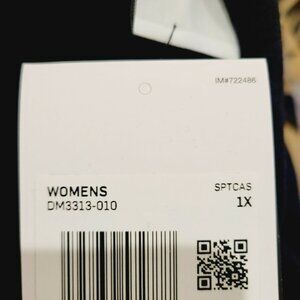 IM#722486
WOMENS
DM3313-010
SPTCAS
1X